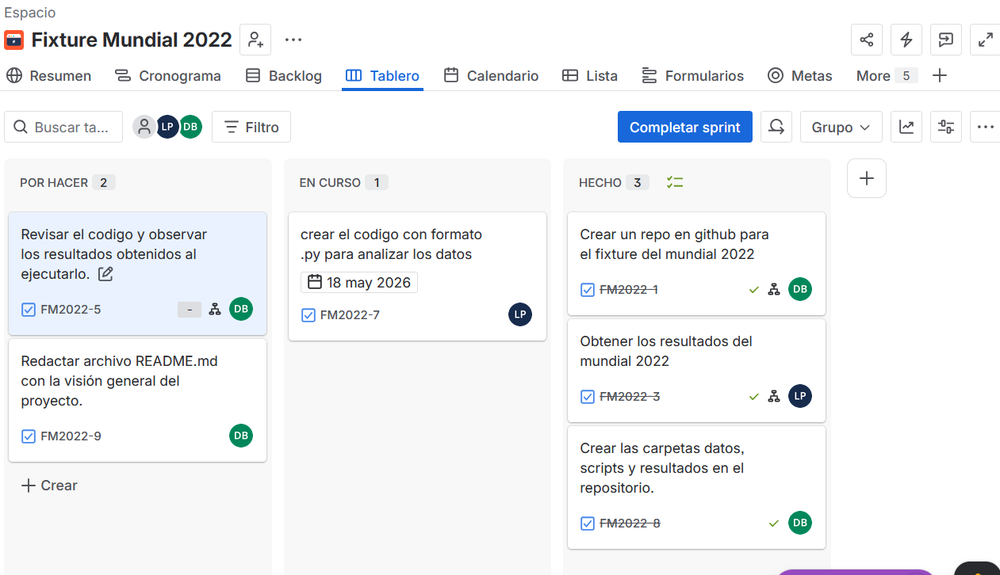 Espacio
Fixture Mundial 2022
Resumen
Cronograma
Backlog
Tablero
Calendario
Lista
Formularios
Metas
More 5
Buscar ta...
LP
DB
Filtro
Completar sprint
Grupo
POR HACER 2
Revisar el codigo y observar
los resultados obtenidos al
ejecutarlo.
FM2022-5
-
DB
Redactar archivo README.md
con la visión general del
proyecto.
FM2022-9
DB
Crear
EN CURSO 1
crear el codigo con formato
.py para analizar los datos
18 may 2026
FM2022-7
LP
HECHO 3
Crear un repo en github para
el fixture del mundial 2022
FM2022-1
DB
Obtener los resultados del
mundial 2022
FM2022-3
LP
Crear las carpetas datos,
scripts y resultados en el
repositorio.
FM2022-8
DB